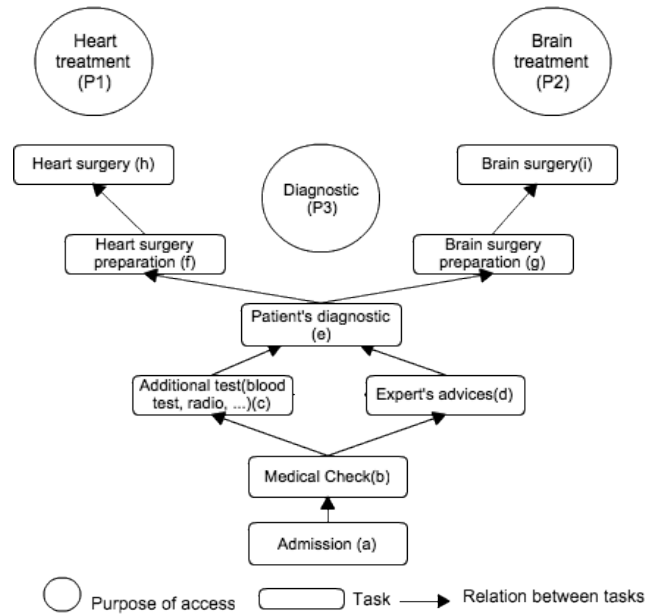 Heart
treatment
(P1)
Brain
treatment
(P2)
Heart surgery (h)
Diagnostic
(P3)
Brain surgery(i)
Heart surgery
preparation (f)
Brain surgery
preparation (g)
Patient's diagnostic
(e)
Additional test(blood
test, radio, ...)(c)
Expert's advices(d)
Medical Check(b)
Admission (a)
Purpose of access
Task
Relation between tasks